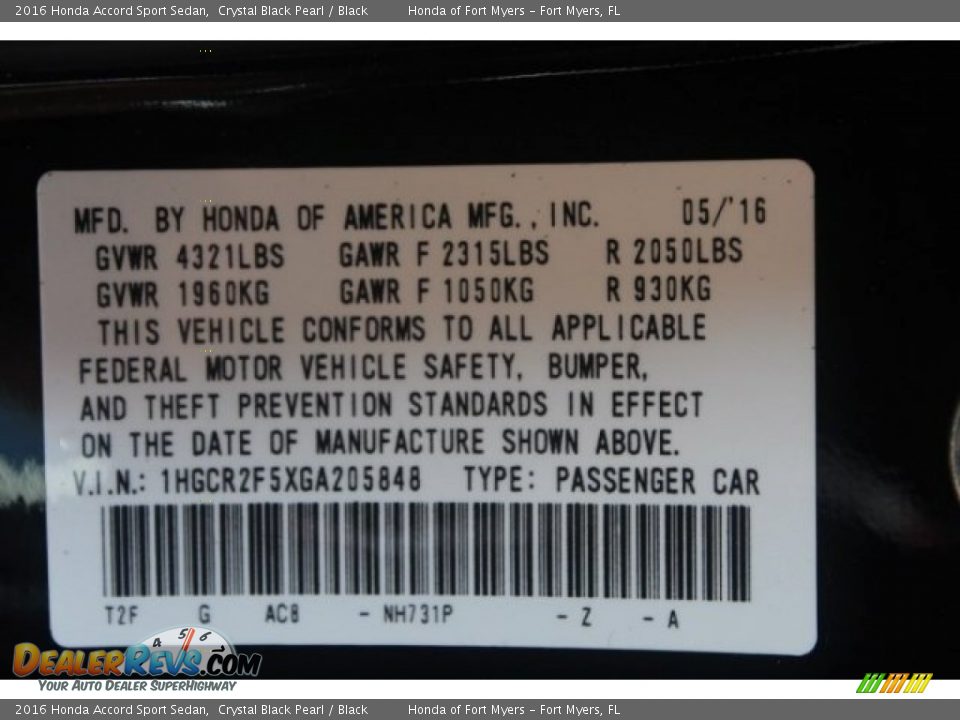 2016 Honda Accord Sport Sedan, Crystal Black Pearl / Black Honda of Fort Myers - Fort Myers, FL
MFD. BY HONDA OF AMERICA MFG., INC. 05/'16
GVWR 4321LBS GAWR F 2315LBS R 2050LBS
GVWR 1960KG GAWR F 1050KG R 930KG
THIS VEHICLE CONFORMS TO ALL APPLICABLE
FEDERAL MOTOR VEHICLE SAFETY, BUMPER,
AND THEFT PREVENTION STANDARDS IN EFFECT
ON THE DATE OF MANUFACTURE SHOWN ABOVE.
V.I.N.: 1HGCR2F5XGA205848 TYPE: PASSENGER CAR
T2F G AC8 - NH731P - Z - A
4 5 6 7
DEALERREVS.COM
YOUR AUTO DEALER SUPERHIGHWAY
2016 Honda Accord Sport Sedan, Crystal Black Pearl / Black Honda of Fort Myers - Fort Myers, FL